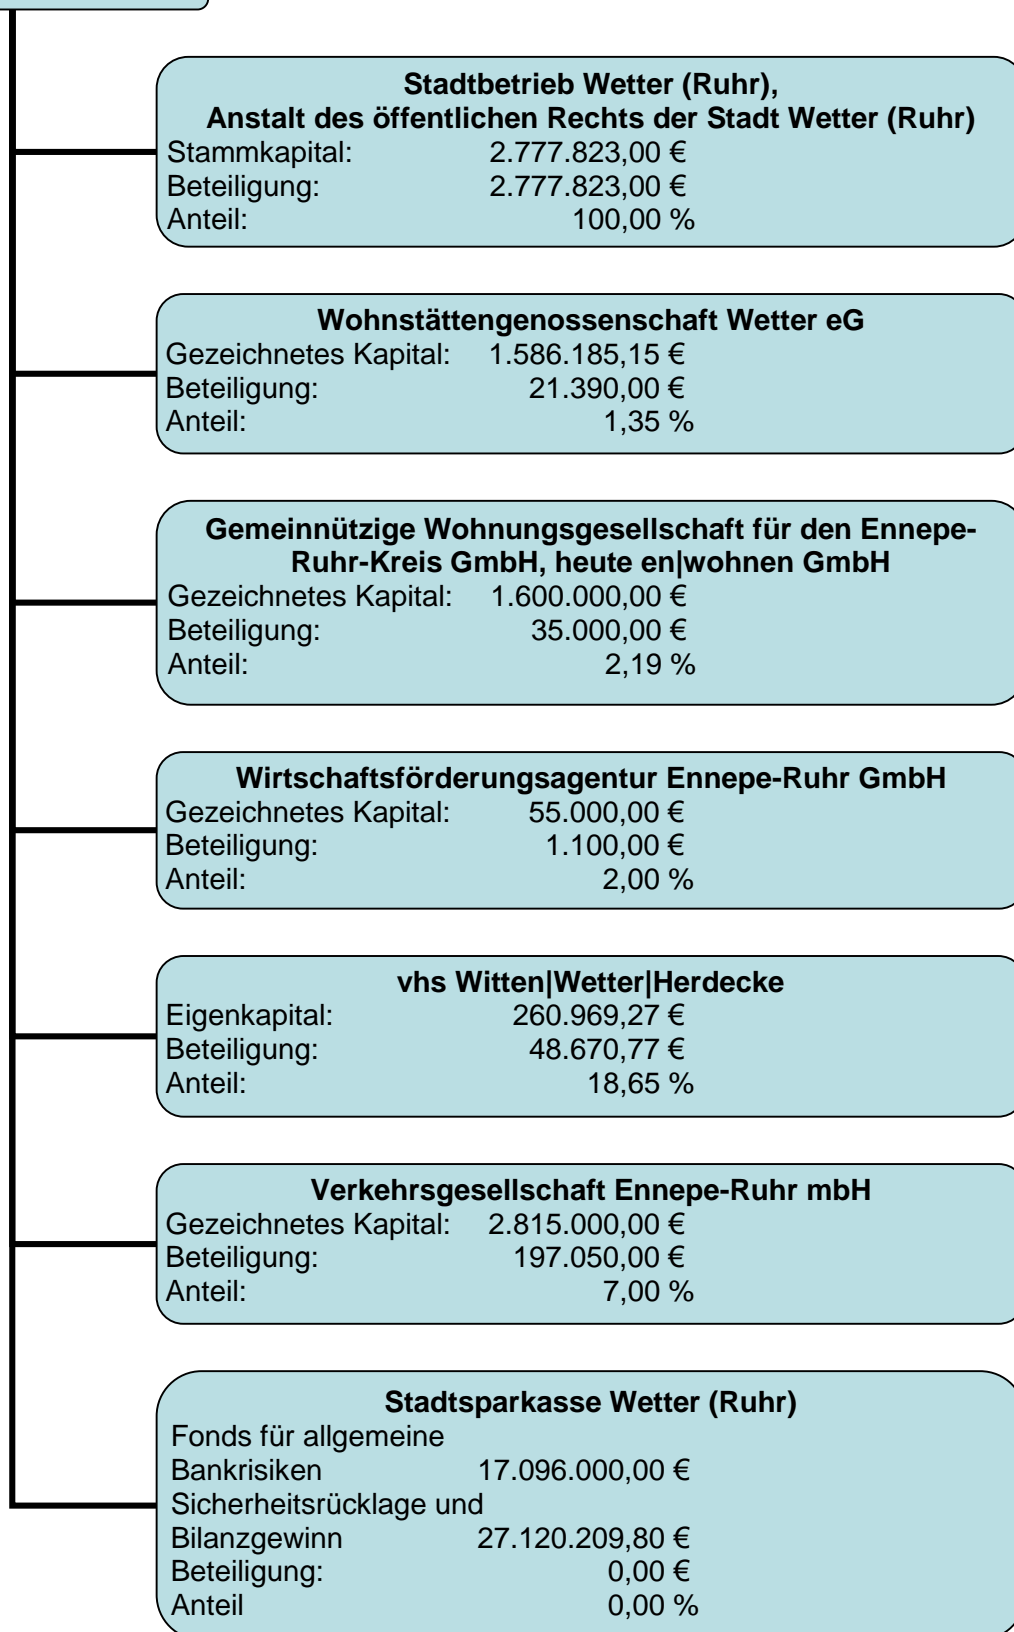 Stadtbetrieb Wetter (Ruhr),
Anstalt des öffentlichen Rechts der Stadt Wetter (Ruhr)
Stammkapital: 2.777.823,00 €
Beteiligung: 2.777.823,00 €
Anteil: 100,00 %
Wohnstättengenossenschaft Wetter eG
Gezeichnetes Kapital: 1.586.185,15 €
Beteiligung: 21.390,00 €
Anteil: 1,35 %
Gemeinnützige Wohnungsgesellschaft für den Ennepe-
Ruhr-Kreis GmbH, heute en|wohnen GmbH
Gezeichnetes Kapital: 1.600.000,00 €
Beteiligung: 35.000,00 €
Anteil: 2,19 %
Wirtschaftsförderungsagentur Ennepe-Ruhr GmbH
Gezeichnetes Kapital: 55.000,00 €
Beteiligung: 1.100,00 €
Anteil: 2,00 %
vhs Witten|Wetter|Herdecke
Eigenkapital: 260.969,27 €
Beteiligung: 48.670,77 €
Anteil: 18,65 %
Verkehrsgesellschaft Ennepe-Ruhr mbH
Gezeichnetes Kapital: 2.815.000,00 €
Beteiligung: 197.050,00 €
Anteil: 7,00 %
Stadtsparkasse Wetter (Ruhr)
Fonds für allgemeine
Bankrisiken 17.096.000,00 €
Sicherheitsrücklage und
Bilanzgewinn 27.120.209,80 €
Beteiligung: 0,00 €
Anteil 0,00 %